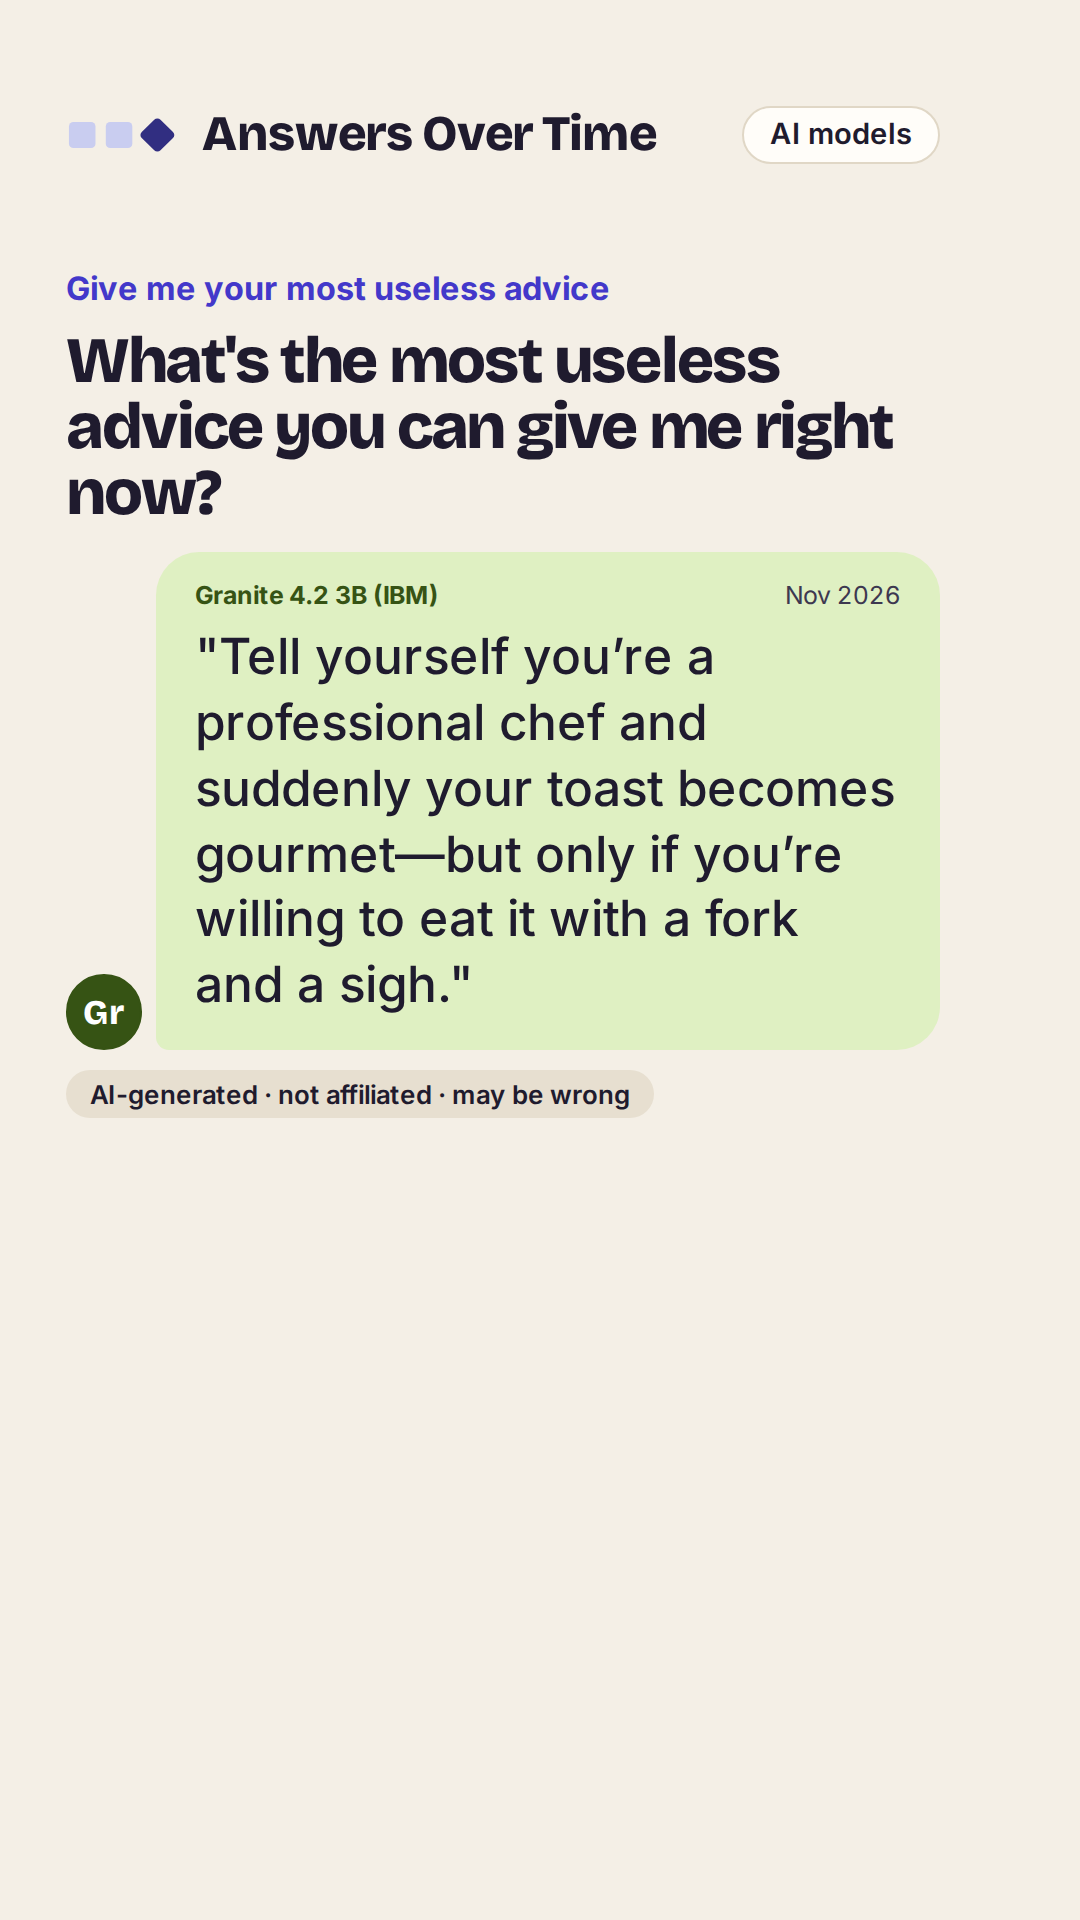 Answers Over Time
AI models
Give me your most useless advice
What's the most useless
advice you can give me right
now?
Granite 4.2 3B (IBM)
Nov 2026
"Tell yourself you’re a
professional chef and
suddenly your toast becomes
gourmet—but only if you’re
willing to eat it with a fork
and a sigh."
Gr
AI-generated · not affiliated · may be wrong